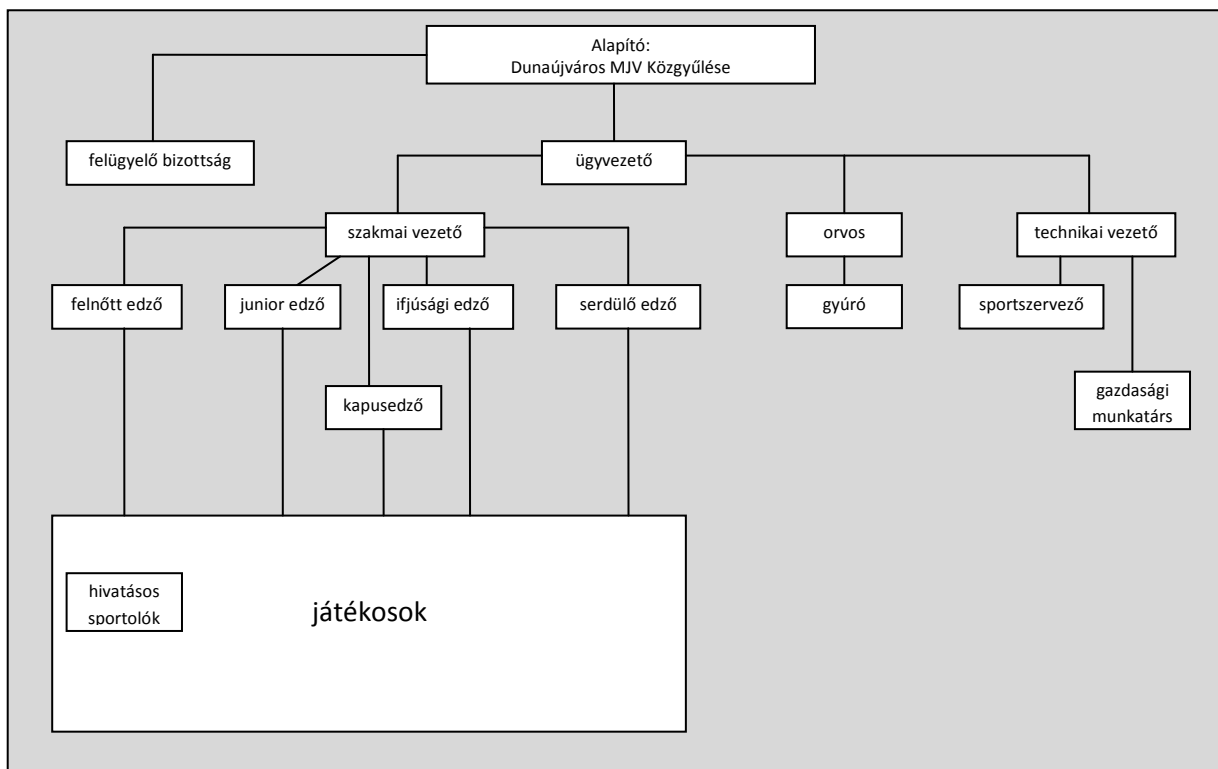 Alapító:
Dunaújváros MJV Közgyűlése
felügyelő bizottság
ügyvezető
szakmai vezető
orvos
technikai vezető
felnőtt edző
junior edző
ifjúsági edző
serdülő edző
gyúró
sportszervező
kapusedző
gazdasági
munkatárs
hivatásos
sportolók
játékosok